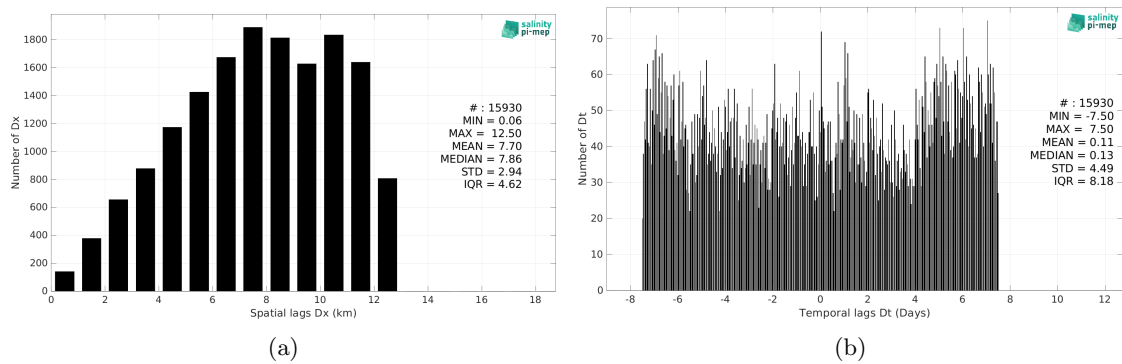 salinity
pi-mep
1800
1600
1400
1200
1000
800
600
400
200
0
Number of Dx
# : 15930
MIN = 0.06
MAX = 12.50
MEAN = 7.70
MEDIAN = 7.86
STD = 2.94
IQR = 4.62
0 2 4 6 8 10 12 14 16 18
Spatial lags Dx (km)
(a)
salinity
pi-mep
70
60
50
40
30
20
10
0
Number of Dt
# : 15930
MIN = -7.50
MAX = 7.50
MEAN = 0.11
MEDIAN = 0.13
STD = 4.49
IQR = 8.18
-8 -6 -4 -2 0 2 4 6 8 10 12
Temporal lags Dt (Days)
(b)